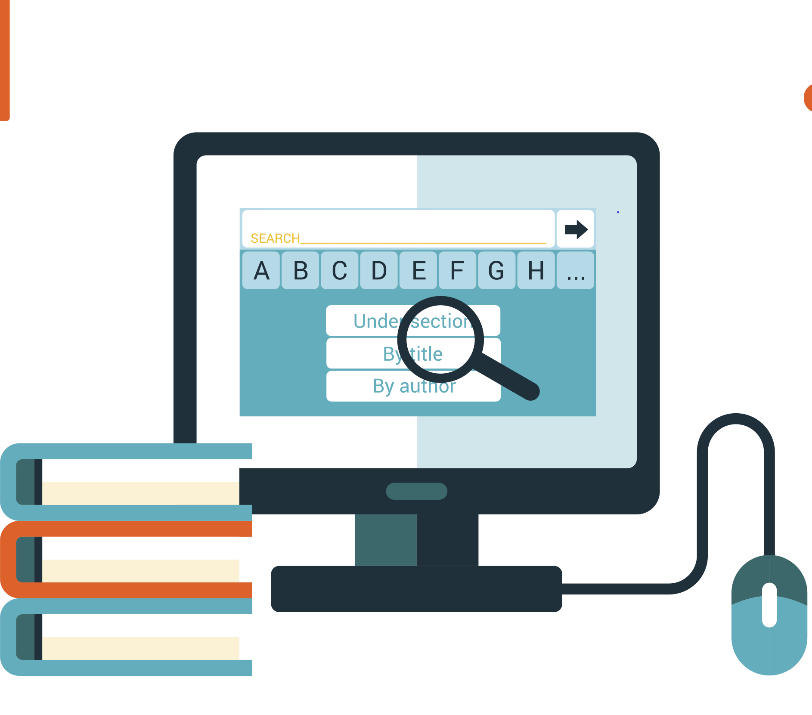 SEARCH
A B C D E F G H ...
Under section
By title
By author